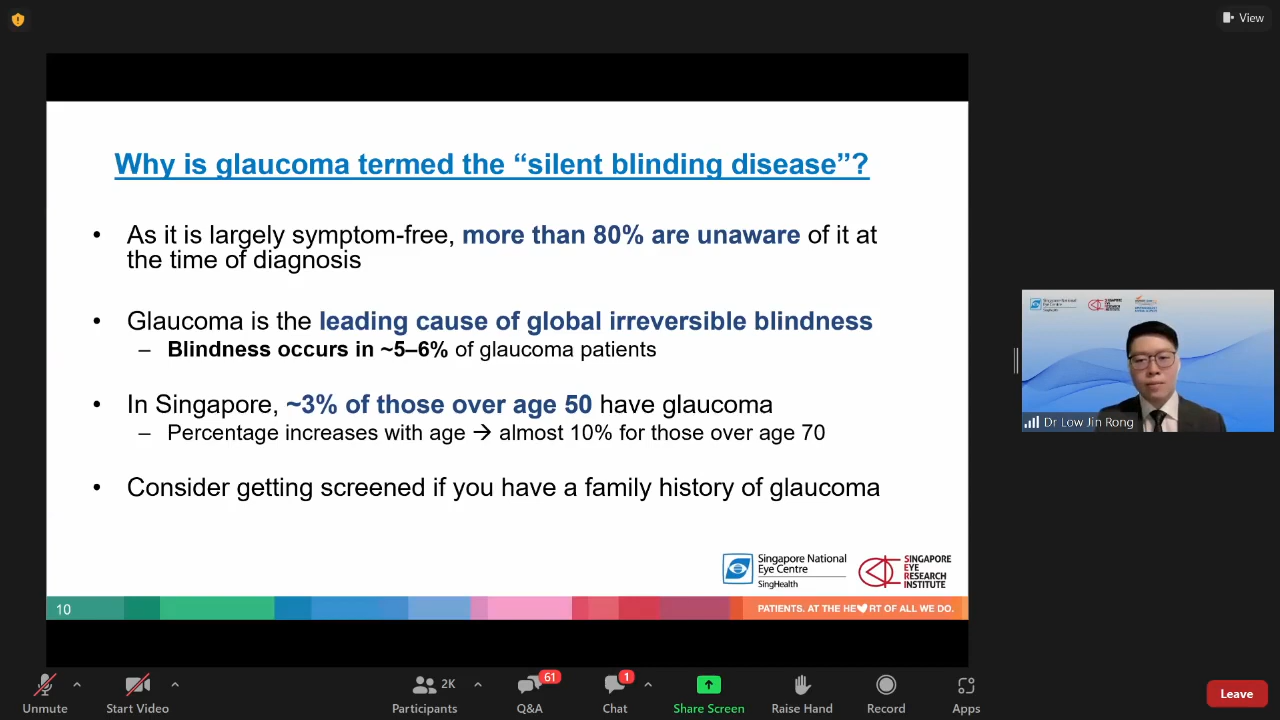 View
Why is glaucoma termed the “silent blinding disease”?
• As it is largely symptom-free, more than 80% are unaware of it at
the time of diagnosis
• Glaucoma is the leading cause of global irreversible blindness
– Blindness occurs in ~5–6% of glaucoma patients
• In Singapore, ~3% of those over age 50 have glaucoma
– Percentage increases with age → almost 10% for those over age 70
• Consider getting screened if you have a family history of glaucoma
Singapore National
Eye Centre
SingHealth
SINGAPORE
EYE
RESEARCH
INSTITUTE
10
PATIENTS. AT THE HE RT OF ALL WE DO.
Singapore National
Eye Centre
SingHealth
Dr Low Jin Rong
Unmute
Start Video
2K
Participants
61
Q&A
1
Chat
Share Screen
Raise Hand
Record
Apps
Leave